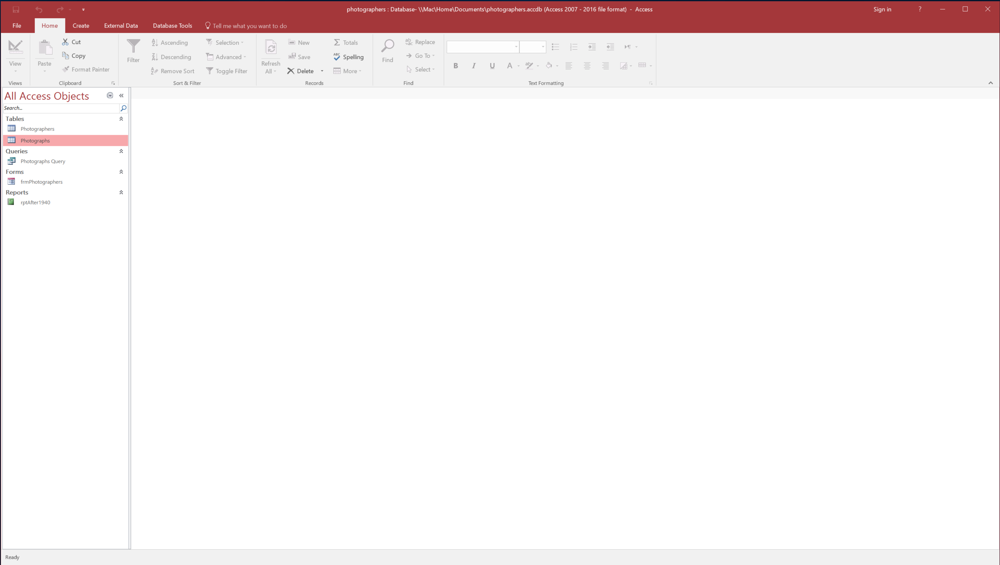 photographers : Database- \\Mac\Home\Documents\photographers.accdb (Access 2007 - 2016 file format) - Access
Sign in
?
File
Home
Create
External Data
Database Tools
Tell me what you want to do
View
Views
Paste
Cut
Copy
Format Painter
Clipboard
Filter
Ascending
Descending
Remove Sort
Selection
Advanced
Toggle Filter
Sort & Filter
Refresh
All
New
Save
Delete
Totals
Spelling
More
Records
Find
Replace
Go To
Select
Find
B I U A
Text Formatting
All Access Objects
Search...
Tables
Photographers
Photographs
Queries
Photographs Query
Forms
frmPhotographers
Reports
rptAfter1940
Ready